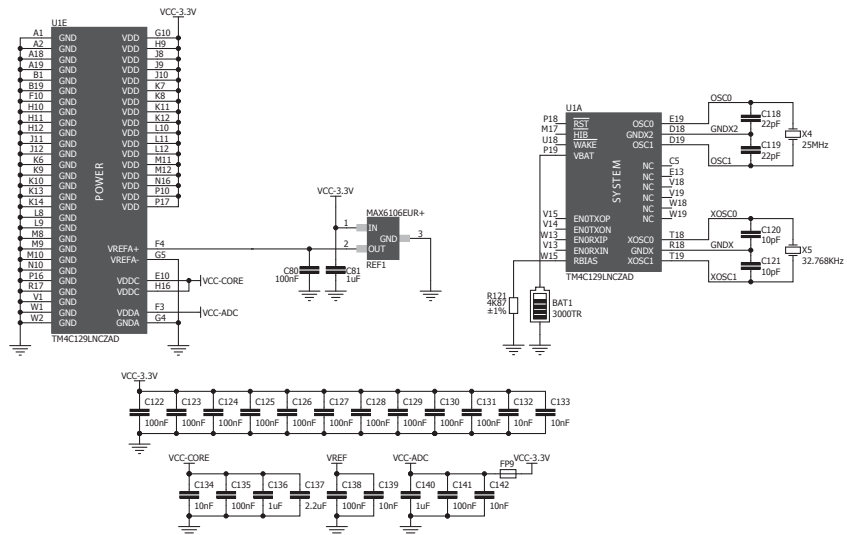 VCC-3.3V
U1E
A1 GND VDD G10
A2 GND VDD H9
A18 GND VDD J8
A19 GND VDD J9
B1 GND VDD J10
B19 GND VDD K7
F10 GND VDD K8
H10 GND VDD K11
H11 GND VDD K12
H12 GND VDD L10
J11 GND VDD L11
J12 GND VDD L12
K6 GND VDD M11
K9 GND VDD M12
K10 GND VDD N16
K13 GND VDD P10
K14 GND VDD P17
L8 GND
L9 GND
M8 GND
M9 GND VREFA+ F4
M10 GND VREFA- G5
N10 GND
P16 GND VDDC E10 VCC-CORE
R17 GND VDDC H16
V1 GND
W1 GND VDDA F3 VCC-ADC
W2 GND GNDA G4
POWER
TM4C129LNCZAD
VCC-3.3V
MAX6106EUR+
1 IN
GND 3
2 OUT
REF1
C80
100nF
C81
1uF
U1A
P18 RST OSC0 E19 OSC0
M17 HIB GNDX2 D18 GNDX2
U18 WAKE OSC1 D19 OSC1
P19 VBAT
NC C5
NC E13
NC V18
NC V19
NC W18
NC W19
V15 EN0TXOP
V14 EN0TXON
W13 EN0RXIP XOSC0 T18 XOSC0
V13 EN0RXIN GNDX R18 GNDX
W15 RBIAS XOSC1 T19 XOSC1
SYSTEM
TM4C129LNCZAD
C118
22pF
C119
22pF
X4
25MHz
C120
10pF
C121
10pF
X5
32.768KHz
R121
4K87
±1%
BAT1
3000TR
VCC-3.3V
C122 C123 C124 C125 C126 C127 C128 C129 C130 C131 C132 C133
100nF 100nF 100nF 100nF 100nF 100nF 100nF 100nF 100nF 100nF 10nF 10nF
VCC-CORE VREF VCC-ADC FP9 VCC-3.3V
C134 C135 C136 C137 C138 C139 C140 C141 C142
10nF 100nF 1uF 2.2uF 100nF 10nF 1uF 100nF 10nF